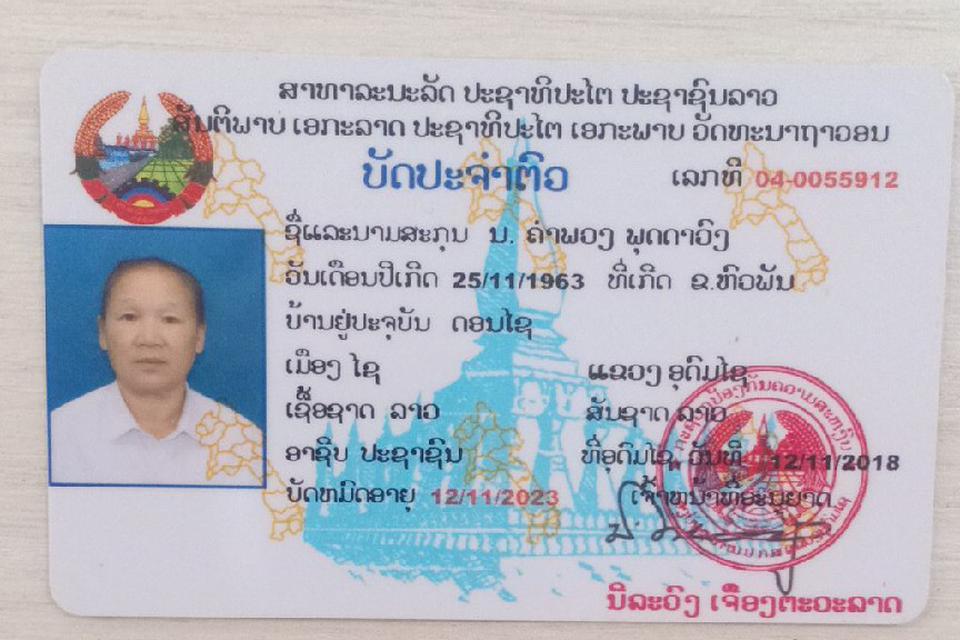 ສາທາລະນະລັດ ປະຊາທິປະໄຕ ປະຊາຊົນລາວ
ສັນຕິພາບ ເອກະລາດ ປະຊາທິປະໄຕ ເອກະພາບ ວັດທະນາຖາວອນ
ບັດປະຈຳຕົວ ເລກທີ 04-0055912
ຊື່ແລະນາມສະກຸນ ນ. ຄຳພວງ ພຸດດາວົງ
ວັນເດືອນປີເກີດ 25/11/1963 ທີ່ເກີດ ຂ.ຫົວພັນ
ບ້ານຢູ່ປະຈຸບັນ ດອນໄຊ
ເມືອງ ໄຊ ແຂວງ ອຸດົມໄຊ
ເຊື້ອຊາດ ລາວ ສັນຊາດ ລາວ
ອາຊີບ ປະຊາຊົນ ທີ່ອຸດົມໄຊ ວັນທີ 12/11/2018
ບັດຫມົດອາຍຸ 12/11/2023 ເຈົ້າຫນ້າທີ່ອະນຸຍາດ
ນີລະວົງ ເຈືອງຕະວະລາດ